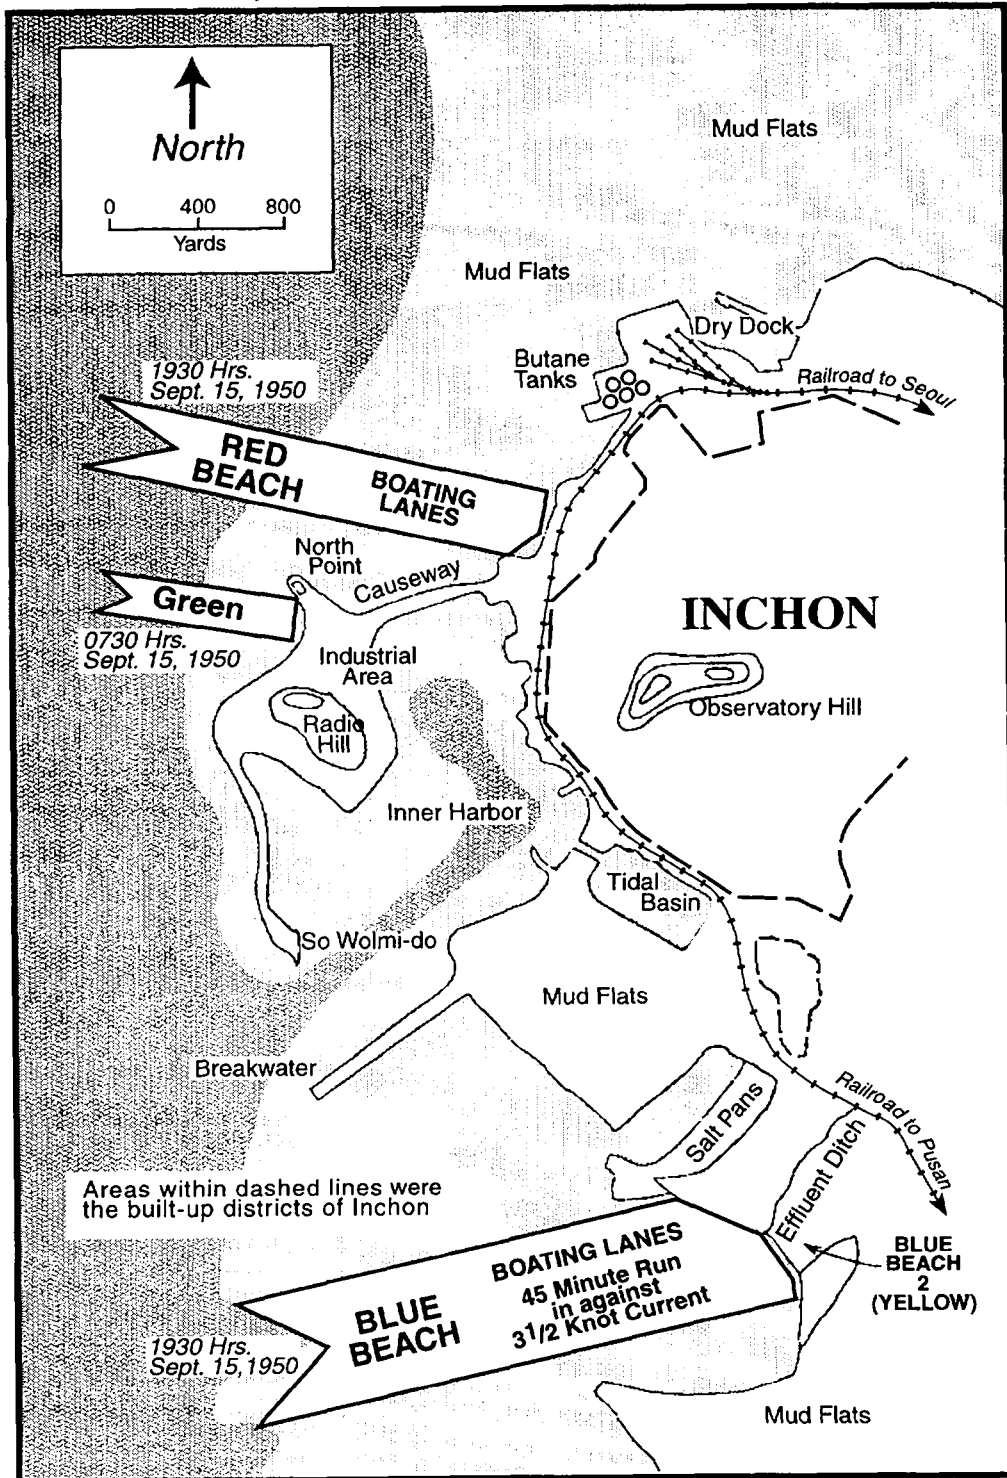 North
0 400 800
Yards
Mud Flats
Mud Flats
Dry Dock
Butane
Tanks
Railroad to Seoul
1930 Hrs.
Sept. 15, 1950
RED
BEACH
BOATING
LANES
North
Point
Causeway
Green
0730 Hrs.
Sept. 15, 1950
INCHON
Industrial
Area
Radio
Hill
Observatory Hill
Inner Harbor
Tidal
Basin
So Wolmi-do
Mud Flats
Breakwater
Railroad to Pusan
Salt Pans
Effluent Ditch
Areas within dashed lines were
the built-up districts of Inchon
BLUE
BEACH
2
(YELLOW)
BLUE
BEACH
BOATING LANES
45 Minute Run
in against
3 1/2 Knot Current
1930 Hrs.
Sept. 15,1950
Mud Flats